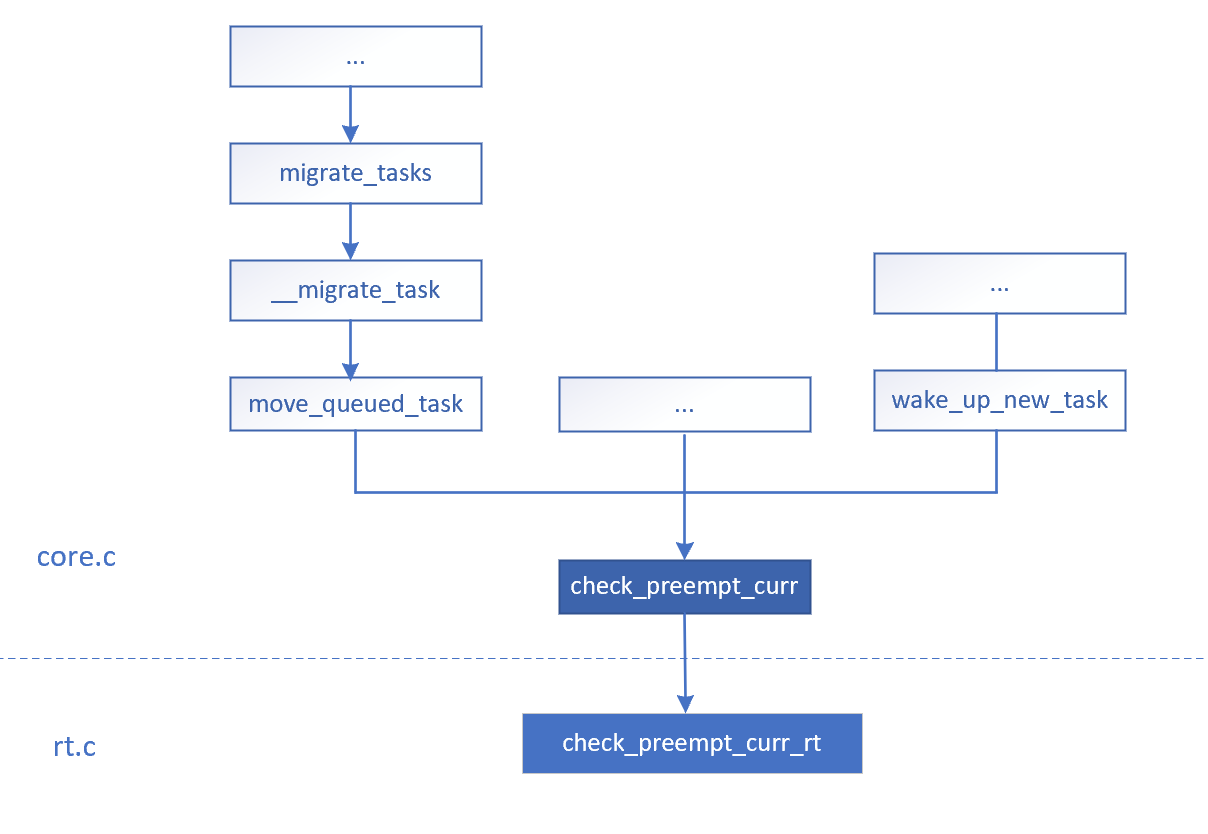 ...
migrate_tasks
__migrate_task
move_queued_task
...
...
wake_up_new_task
core.c
check_preempt_curr
rt.c
check_preempt_curr_rt